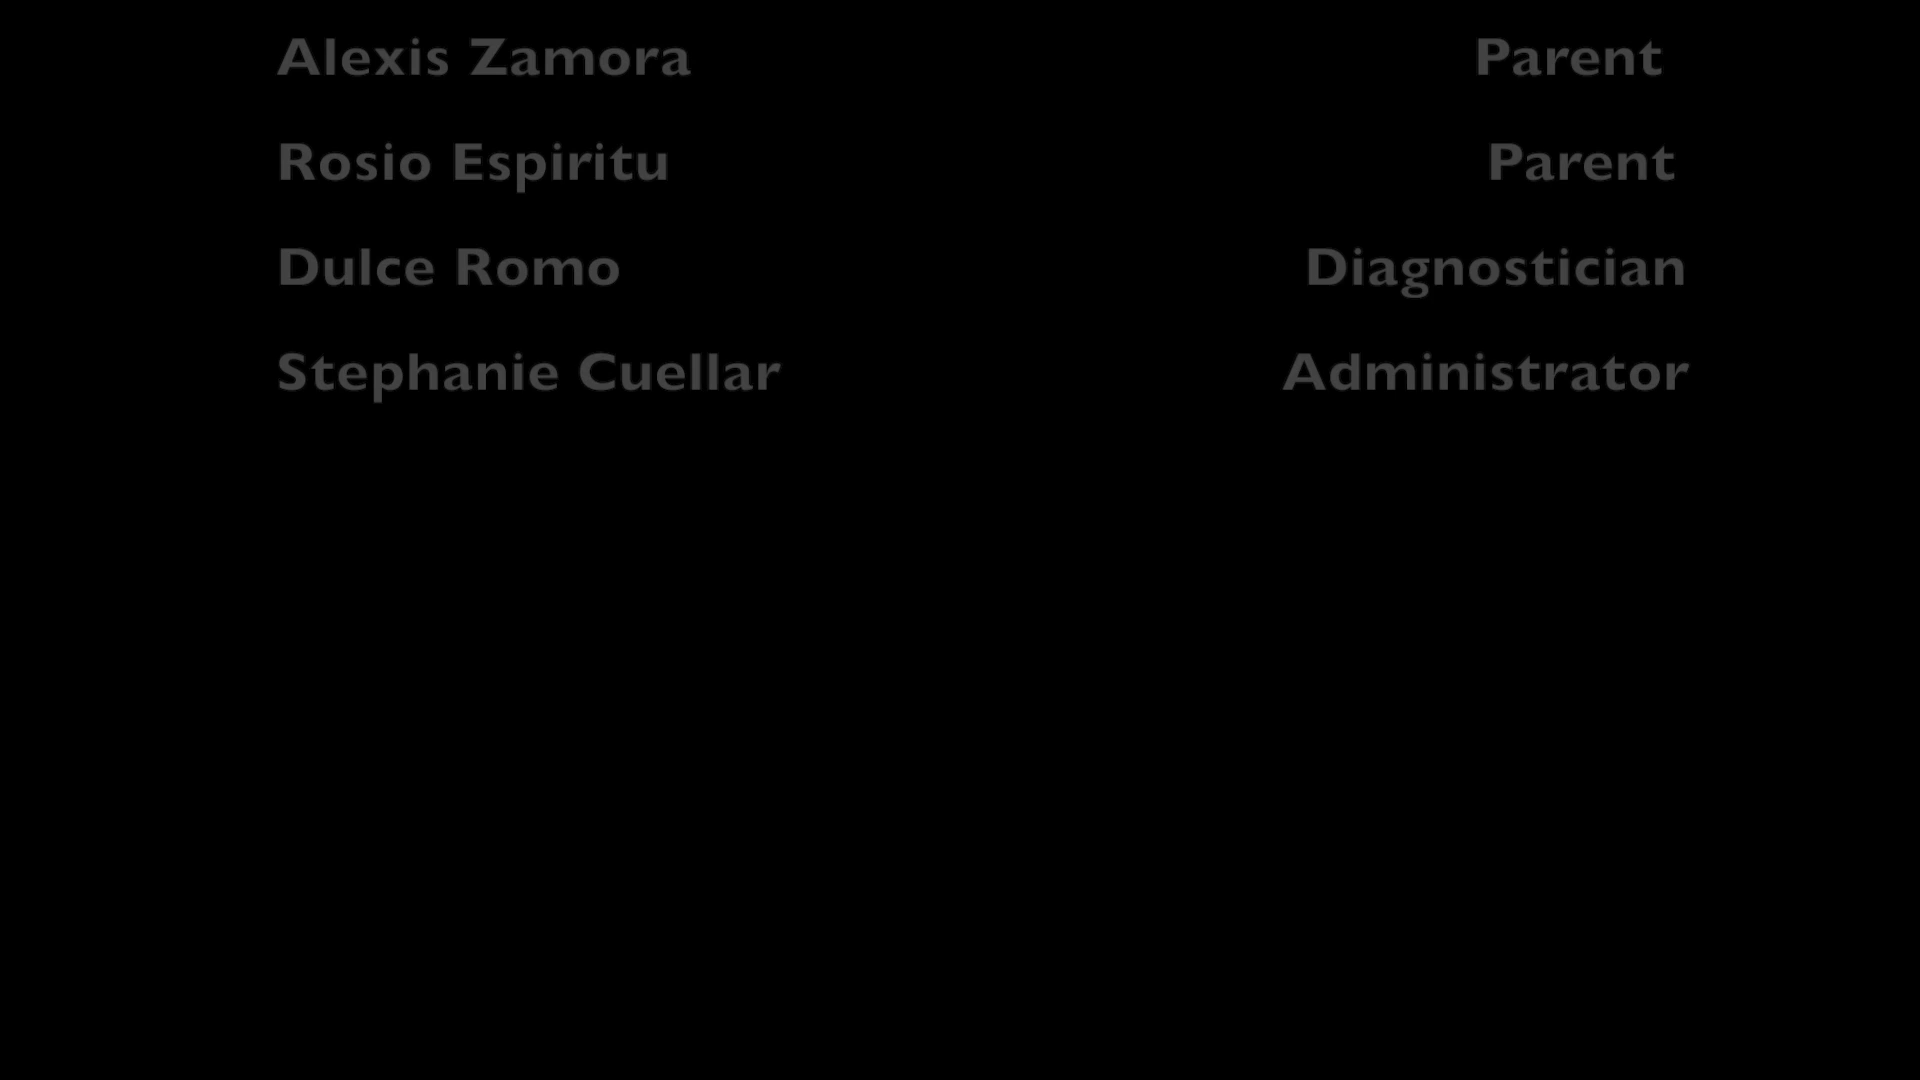 Alexis Zamora Parent
Rosio Espiritu Parent
Dulce Romo Diagnostician
Stephanie Cuellar Administrator